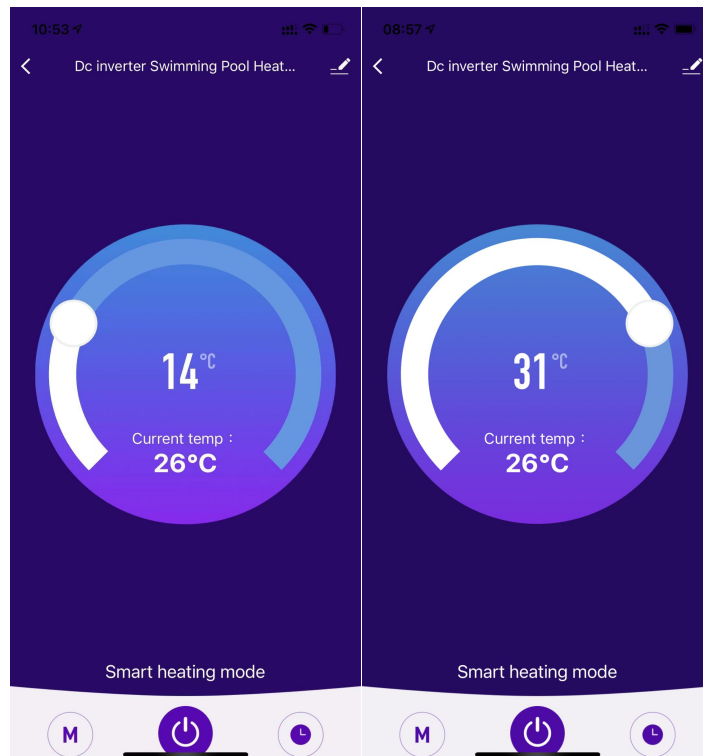 10:53
Dc inverter Swimming Pool Heat...
14 °C
Current temp :
26°C
Smart heating mode
M
08:57
Dc inverter Swimming Pool Heat...
31 °C
Current temp :
26°C
Smart heating mode
M